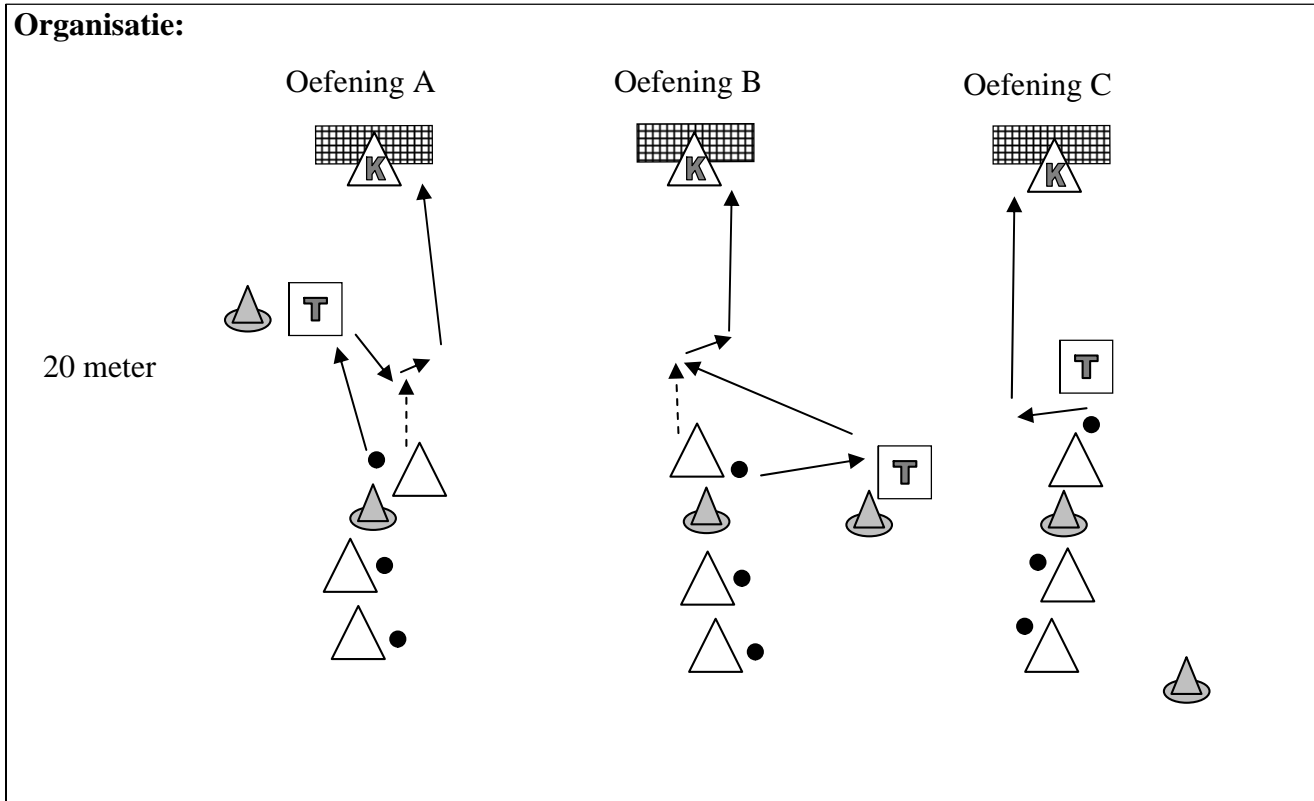 Organisatie:
Oefening A
Oefening B
Oefening C
K
K
K
T
20 meter
T
T